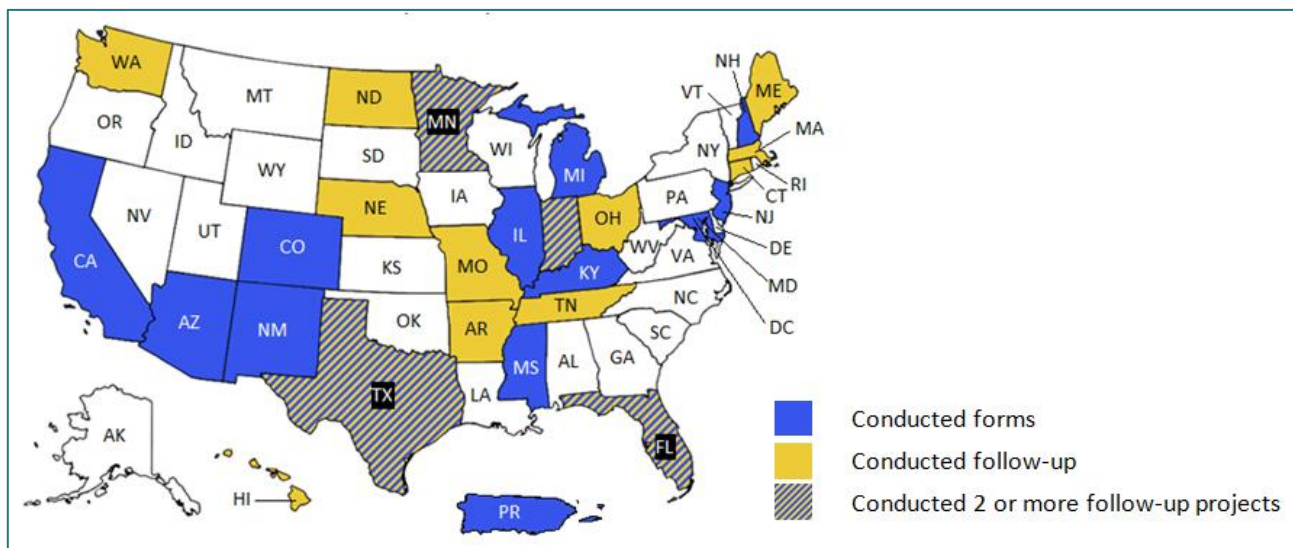 WA
MT
ND
MN
OR
ID
WY
SD
WI
MI
NH
VT
ME
MA
NY
RI
CT
PA
NJ
DE
MD
DC
IA
NE
NV
UT
CO
CA
KS
MO
IL
OH
WV
VA
KY
NC
TN
SC
AZ
NM
OK
AR
MS
AL
GA
LA
TX
FL
AK
HI
PR
Conducted forms
Conducted follow-up
Conducted 2 or more follow-up projects